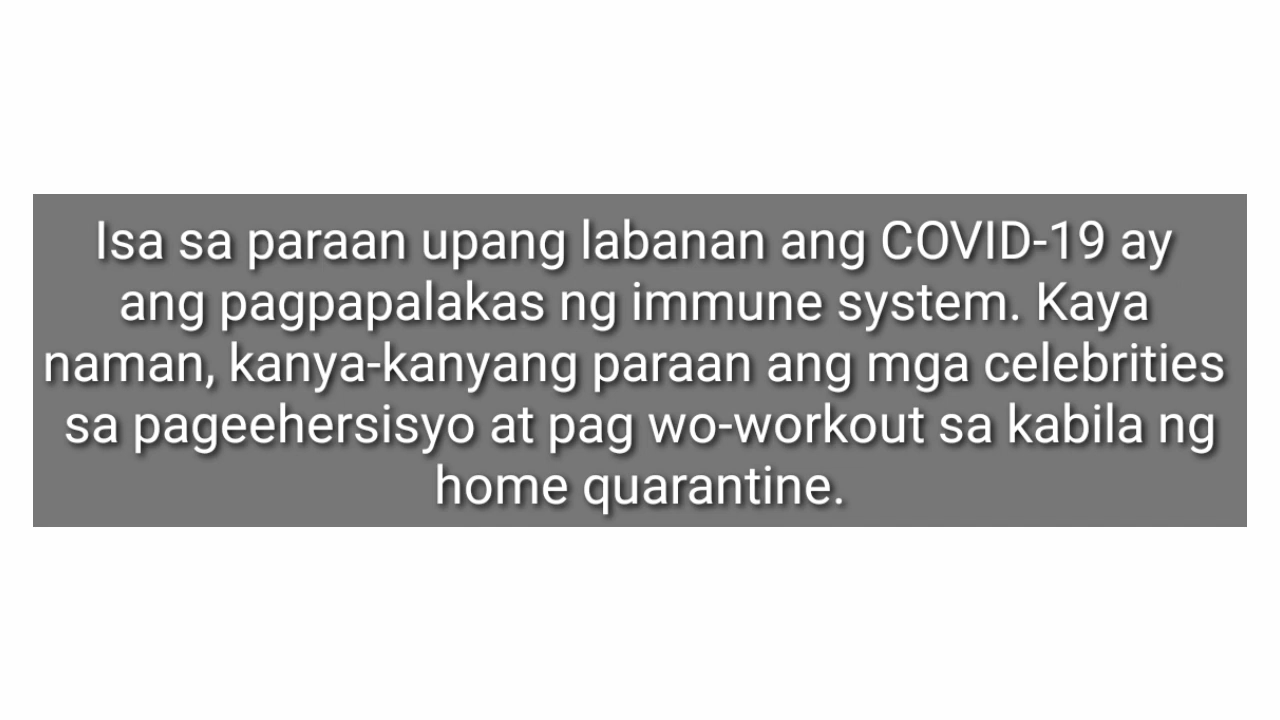 Isa sa paraan upang labanan ang COVID-19 ay
ang pagpapalakas ng immune system. Kaya
naman, kanya-kanyang paraan ang mga celebrities
sa pageehersisyo at pag wo-workout sa kabila ng
home quarantine.